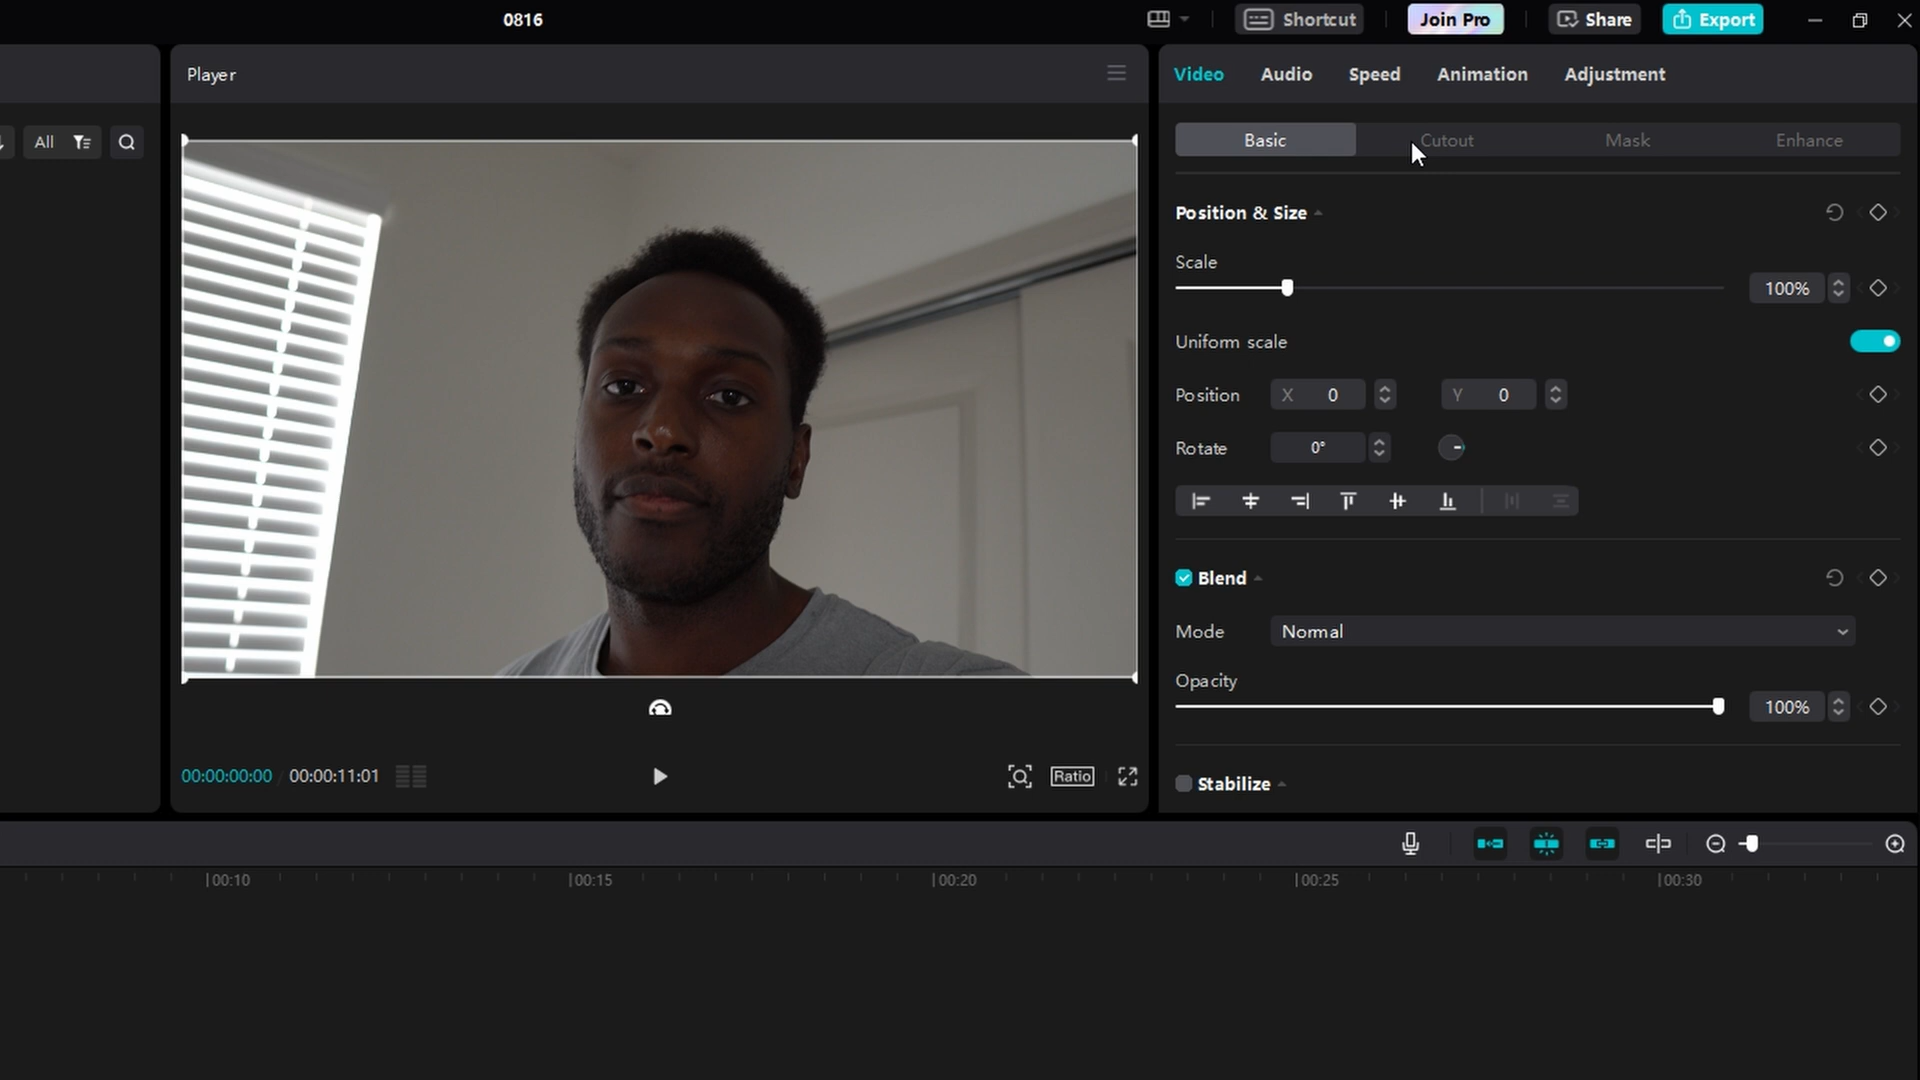 0816
Shortcut
Join Pro
Share
Export
Player
Video Audio Speed Animation Adjustment
All
Basic Cutout Mask Enhance
Position & Size
Scale
100%
Uniform scale
Position X 0 Y 0
Rotate 0°
Blend
Mode Normal
Opacity
100%
00:00:00:00 / 00:00:11:01
Ratio
Stabilize
00:10 00:15 00:20 00:25 00:30